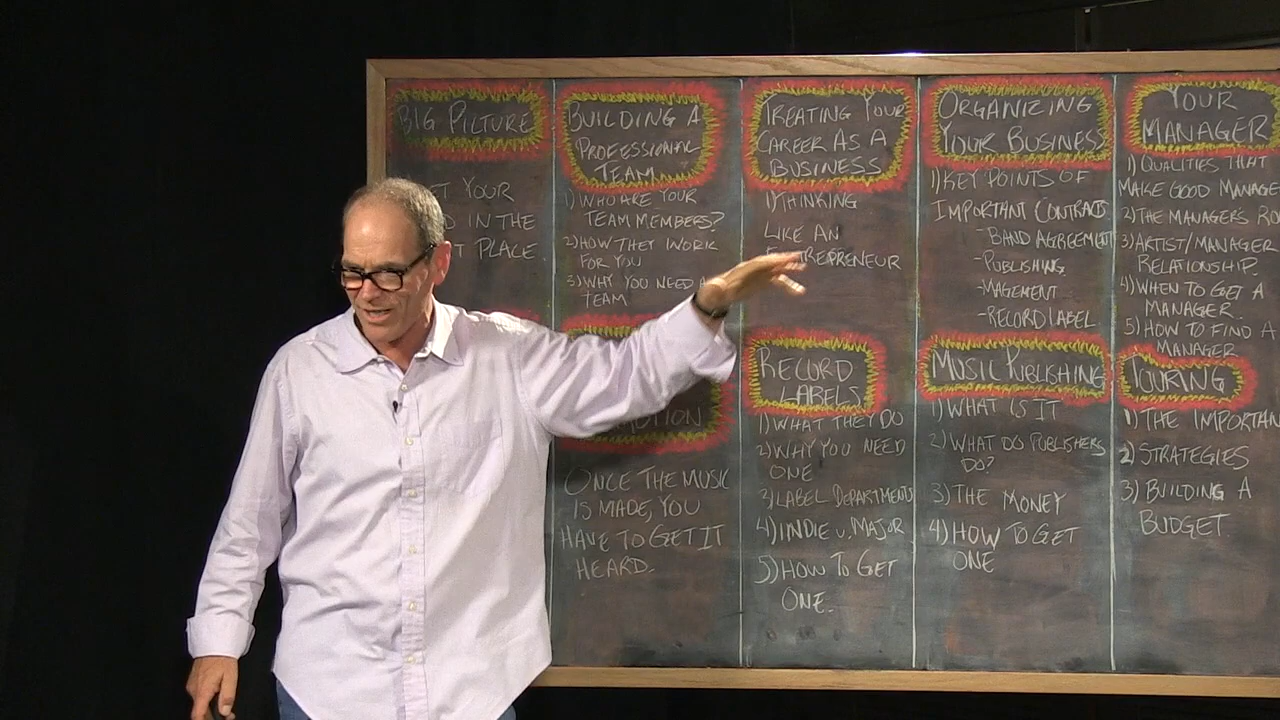 BIG PICTURE
ET YOUR
D IN THE
T PLACE.
BUILDING A
PROFESSIONAL
TEAM
1) WHO ARE YOUR
TEAM MEMBERS?
2) HOW THEY WORK
FOR YOU
3) WHY YOU NEED A
TEAM
TREATING YOUR
CAREER AS A
BUSINESS
1) THINKING
LIKE AN
ENTREPRENEUR
ORGANIZING
YOUR BUSINESS
1) KEY POINTS OF
IMPORTANT CONTRACTS
- BAND AGREEMENT
- PUBLISHING
- MAGEMENT
- RECORD LABEL
YOUR
MANAGER
1) QUALITIES THAT
MAKE GOOD MANAGE
2) THE MANAGER'S RO
3) ARTIST/MANAGER
RELATIONSHIP.
4) WHEN TO GET A
MANAGER.
5) HOW TO FIND A
MANAGER
OTION
ONCE THE MUSIC
IS MADE, YOU
HAVE TO GET IT
HEARD.
RECORD
LABELS
1) WHAT THEY DO
2) WHY YOU NEED
ONE
3) LABEL DEPARTMENTS
4) INDIE v. MAJOR
5) HOW TO GET
ONE.
MUSIC PUBLISHING
1) WHAT IS IT
2) WHAT DO PUBLISHERS
DO?
3) THE MONEY
4) HOW TO GET
ONE
TOURING
1) THE IMPORTAN
2) STRATEGIES
3) BUILDING A
BUDGET